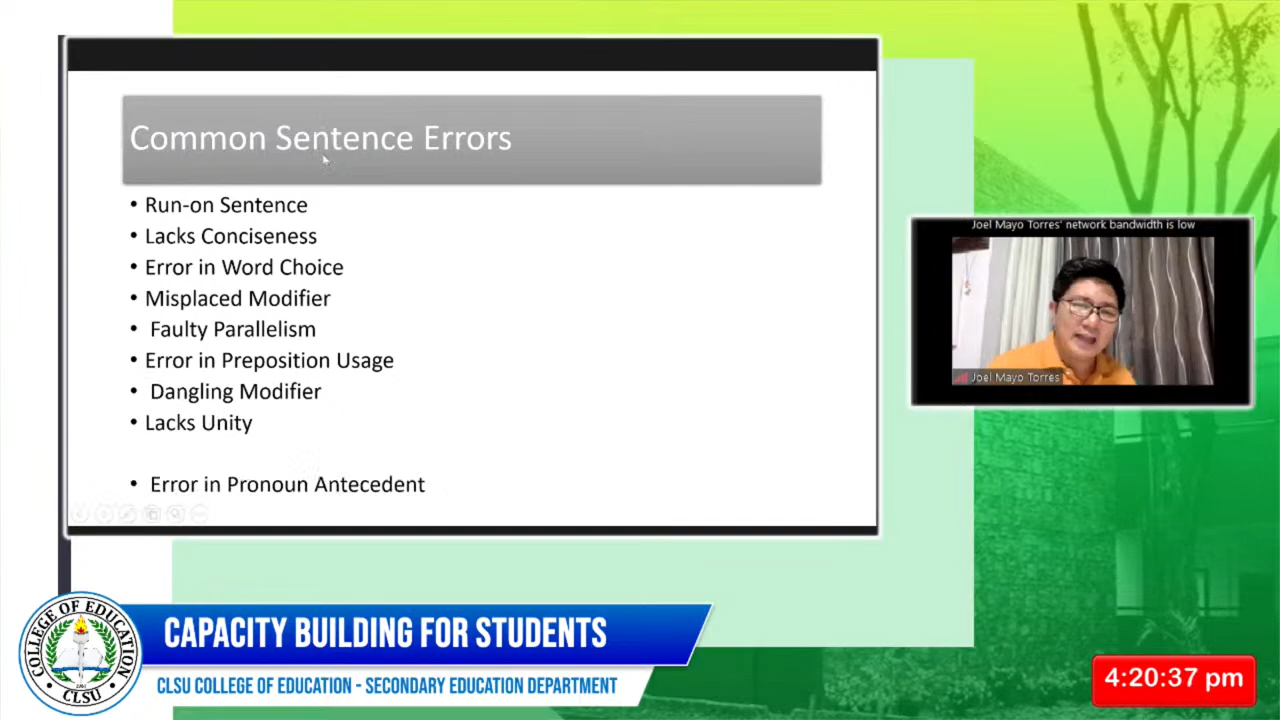 Common Sentence Errors
• Run-on Sentence
• Lacks Conciseness
• Error in Word Choice
• Misplaced Modifier
• Faulty Parallelism
• Error in Preposition Usage
• Dangling Modifier
• Lacks Unity
• Error in Pronoun Antecedent
Joel Mayo Torres' network bandwidth is low
Joel Mayo Torres
COLLEGE OF EDUCATION
• CLSU •
CAPACITY BUILDING FOR STUDENTS
CLSU COLLEGE OF EDUCATION - SECONDARY EDUCATION DEPARTMENT
4:20:37 pm